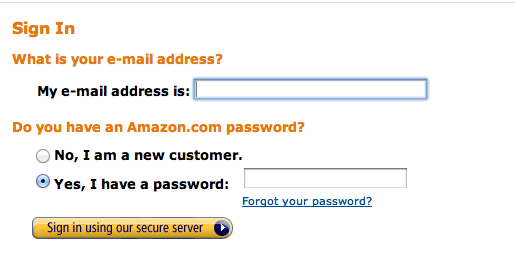 Sign In
What is your e-mail address?
My e-mail address is:
Do you have an Amazon.com password?
No, I am a new customer.
Yes, I have a password:
Forgot your password?
Sign in using our secure server